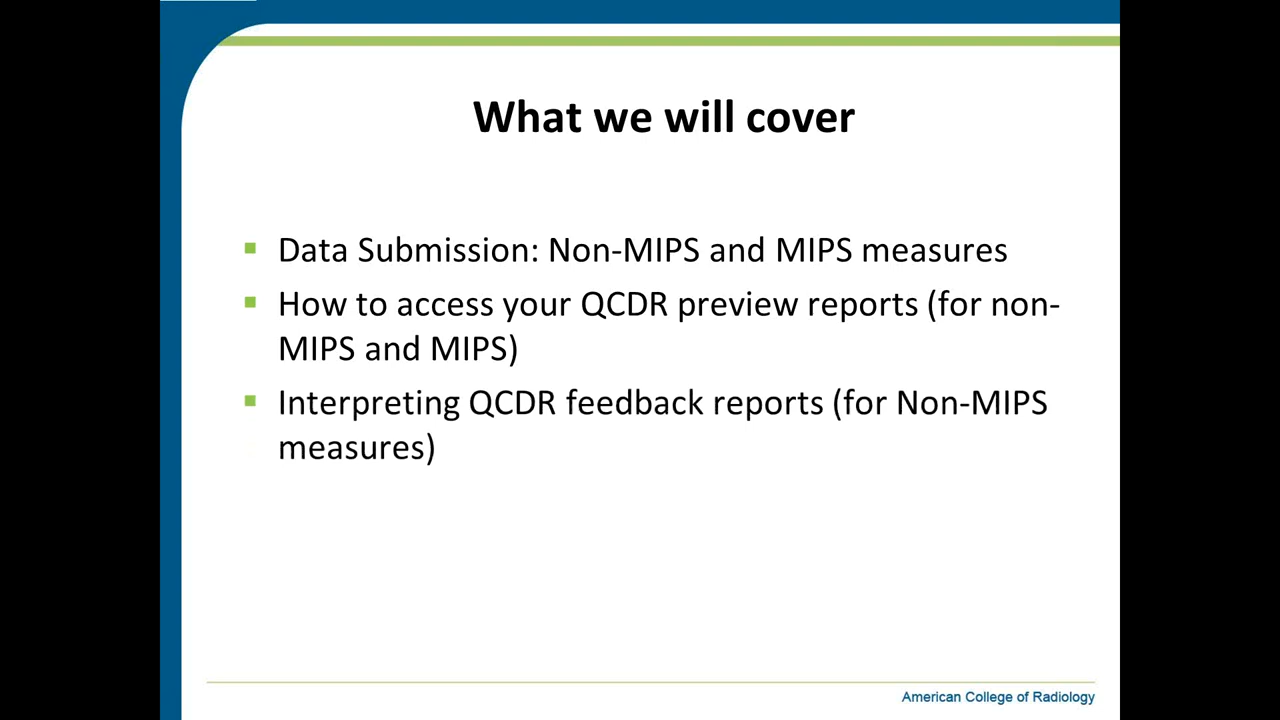 What we will cover
Data Submission: Non-MIPS and MIPS measures
How to access your QCDR preview reports (for non-
MIPS and MIPS)
Interpreting QCDR feedback reports (for Non-MIPS
measures)
American College of Radiology